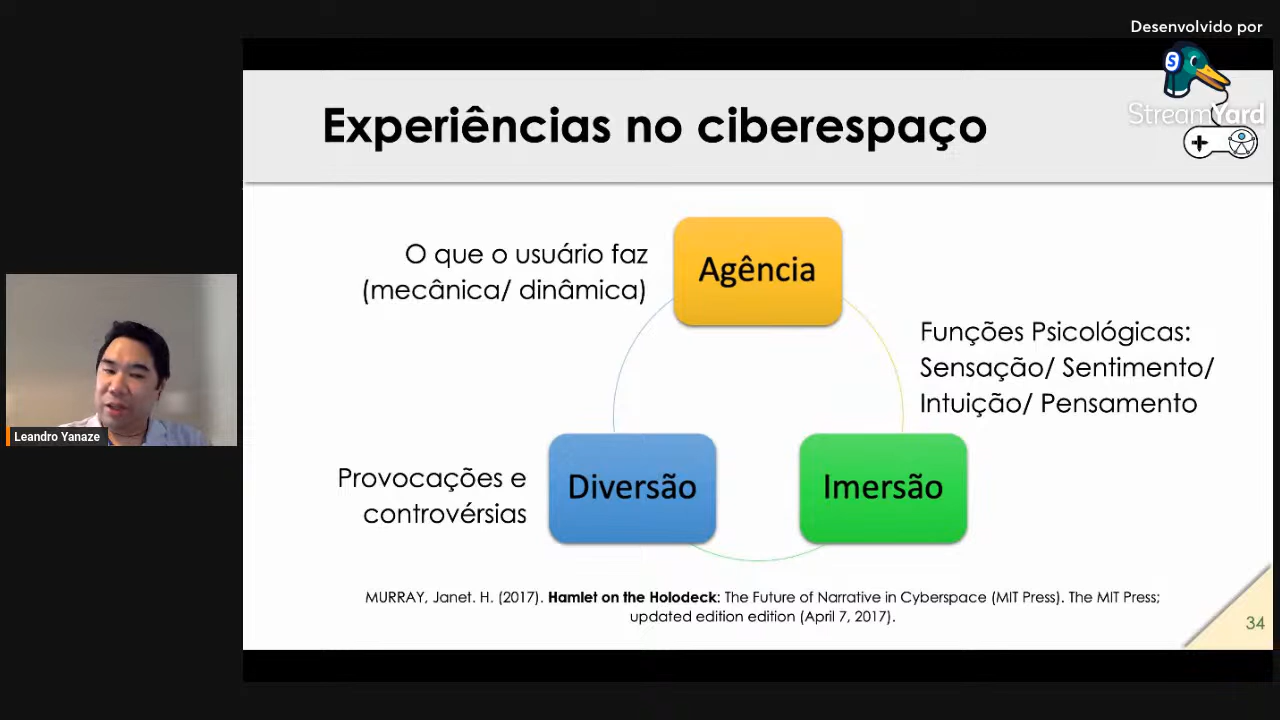 Desenvolvido por
S
StreamYard
Experiências no ciberespaço
O que o usuário faz
(mecânica/ dinâmica)
Agência
Funções Psicológicas:
Sensação/ Sentimento/
Intuição/ Pensamento
Provocações e
controvérsias
Diversão
Imersão
Leandro Yanaze
MURRAY, Janet. H. (2017). Hamlet on the Holodeck: The Future of Narrative in Cyberspace (MIT Press). The MIT Press;
updated edition edition (April 7, 2017).
34